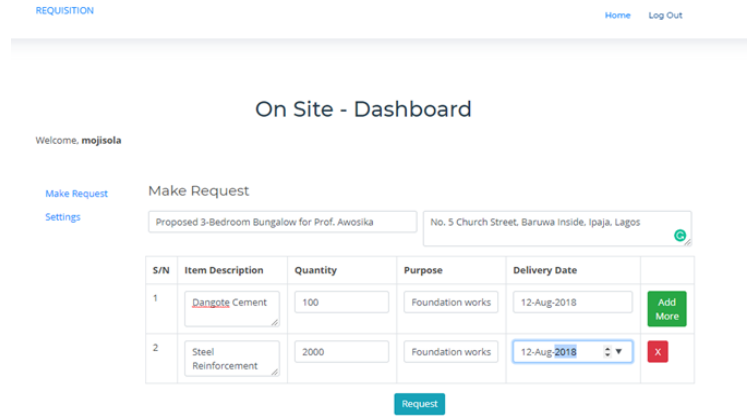 REQUISITION
Home Log Out
On Site - Dashboard
Welcome, mojisola
Make Request
Settings
Make Request
Proposed 3-Bedroom Bungalow for Prof. Awosika
No. 5 Church Street, Baruwa Inside, Ipaja, Lagos
S/N Item Description Quantity Purpose Delivery Date
1 Dangote Cement 100 Foundation works 12-Aug-2018 Add More
2 Steel Reinforcement 2000 Foundation works 12-Aug-2018 X
Request